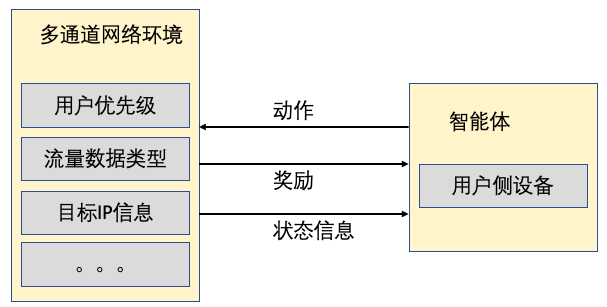 多通道网络环境
用户优先级
流量数据类型
目标IP信息
。。。
动作
奖励
状态信息
智能体
用户侧设备